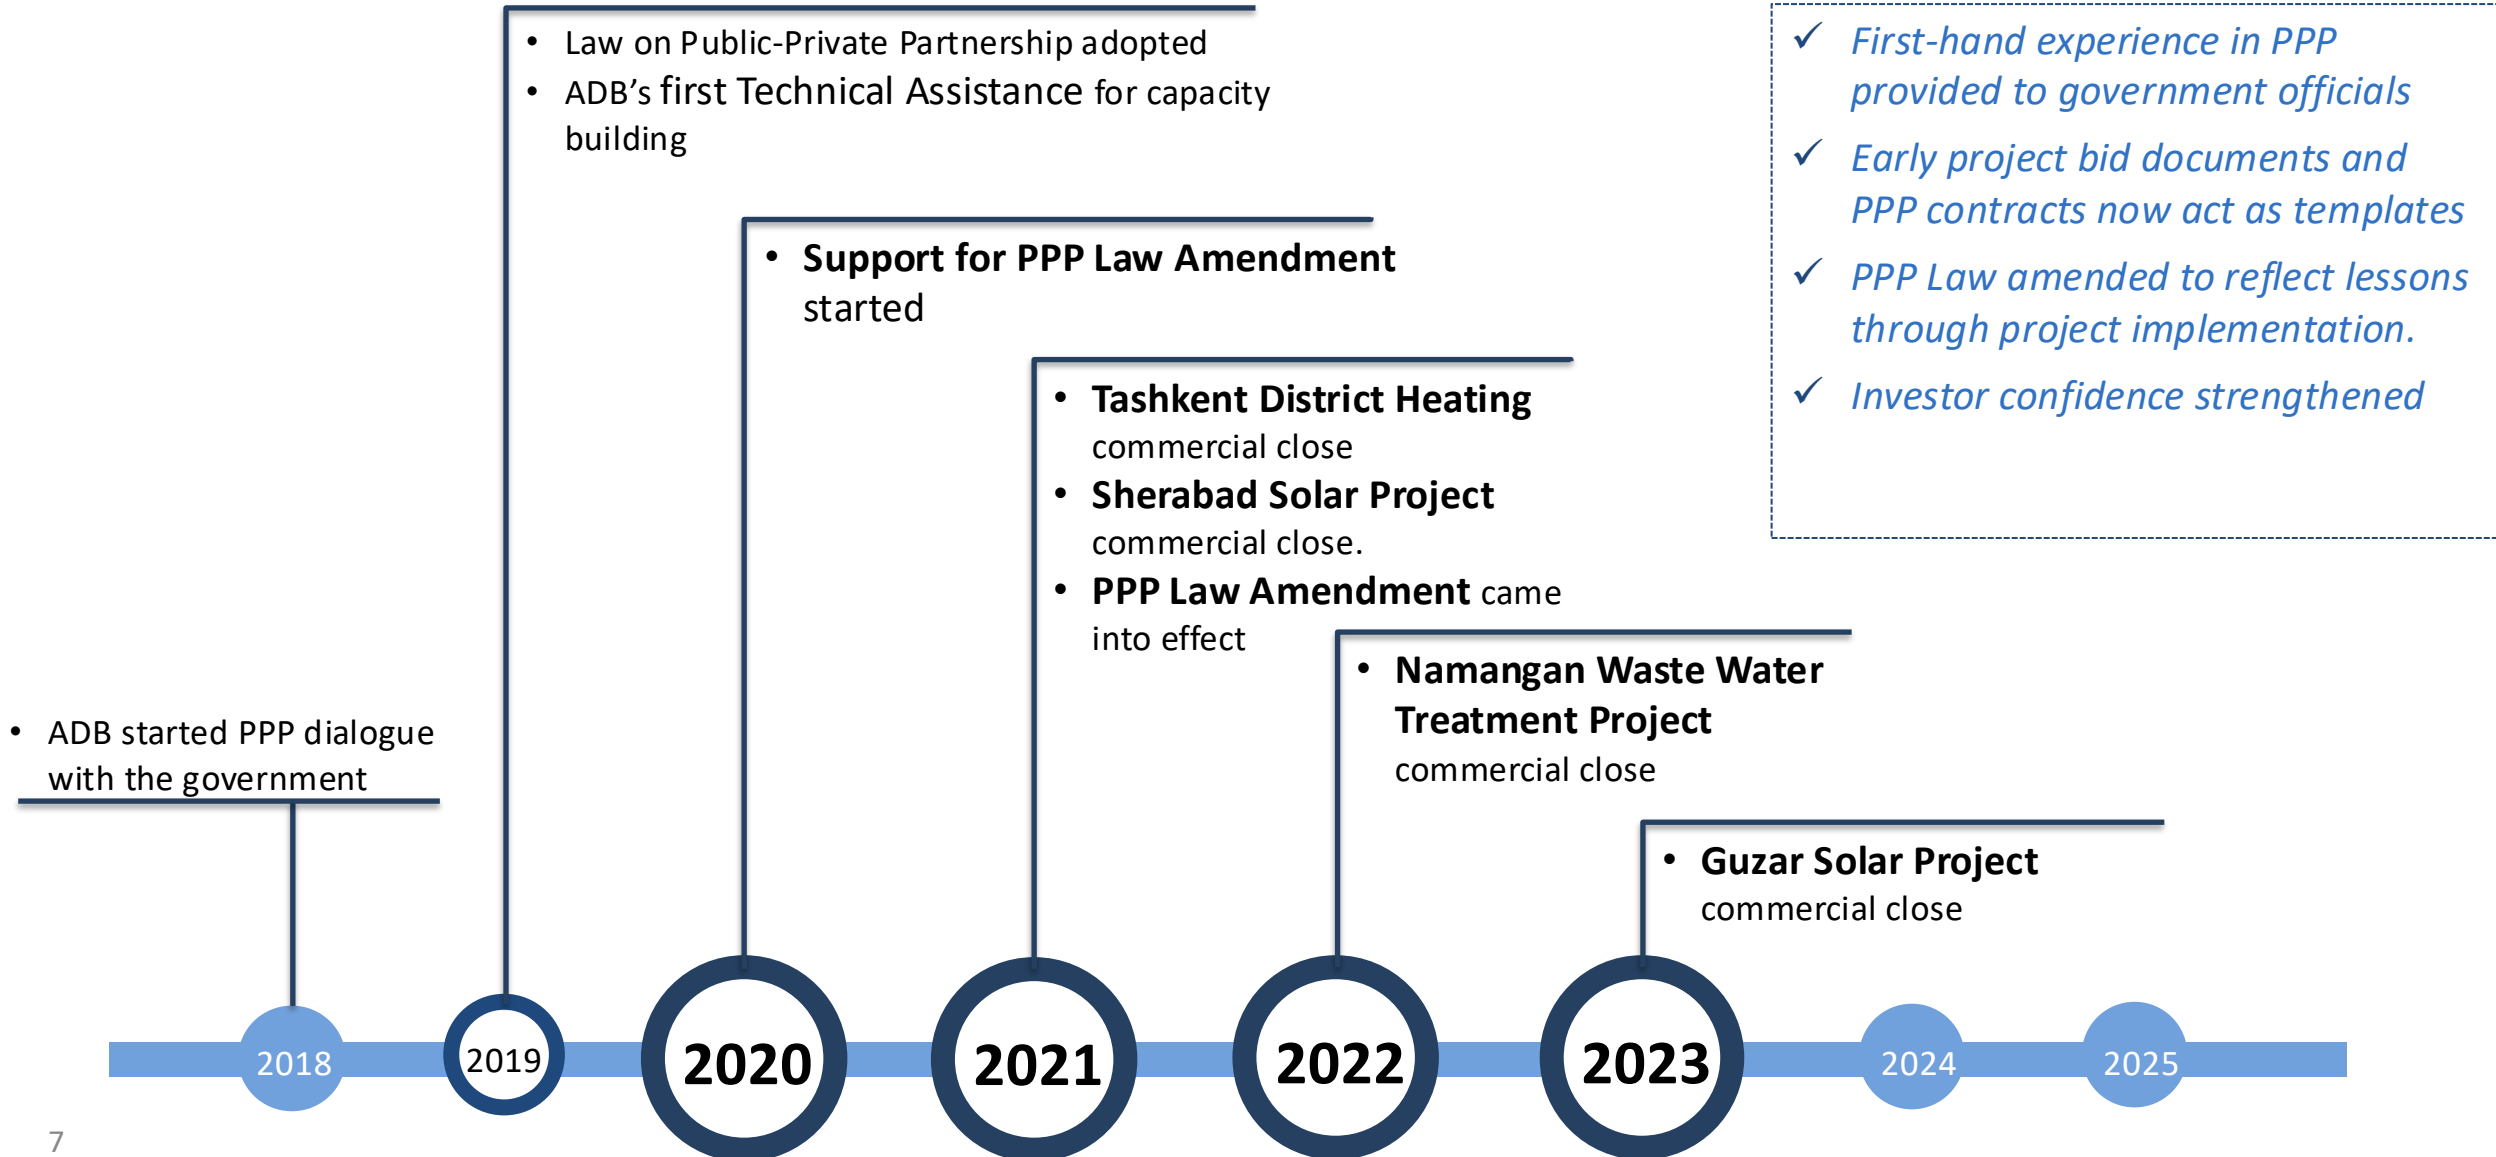 • Law on Public-Private Partnership adopted
• ADB’s first Technical Assistance for capacity
building
✓ First-hand experience in PPP
provided to government officials
✓ Early project bid documents and
PPP contracts now act as templates
✓ PPP Law amended to reflect lessons
through project implementation.
✓ Investor confidence strengthened
• Support for PPP Law Amendment
started
• Tashkent District Heating
commercial close
• Sherabad Solar Project
commercial close.
• PPP Law Amendment came
into effect
• Namangan Waste Water
Treatment Project
commercial close
• ADB started PPP dialogue
with the government
• Guzar Solar Project
commercial close
2018
2019
2020
2021
2022
2023
2024
2025
7